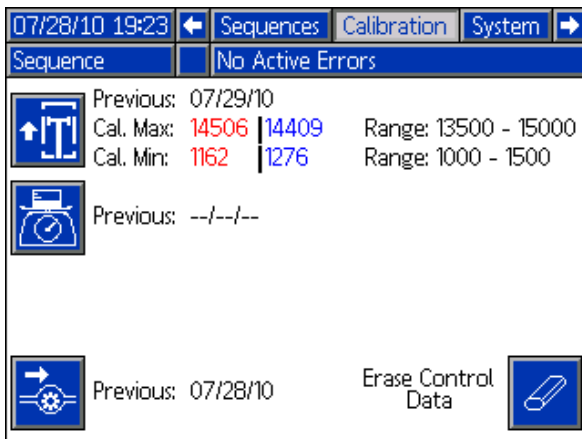 07/28/10 19:23 Sequences Calibration System
Sequence No Active Errors
Previous: 07/29/10
Cal. Max: 14506 14409 Range: 13500 - 15000
Cal. Min: 1162 1276 Range: 1000 - 1500
Previous: --/--/--
Previous: 07/28/10
Erase Control
Data